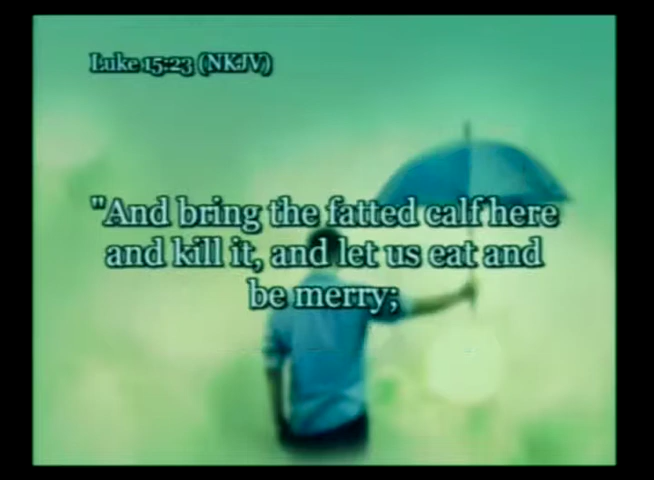 Luke 15:23 (NKJV)
"And bring the fatted calf here
and kill it, and let us eat and
be merry;